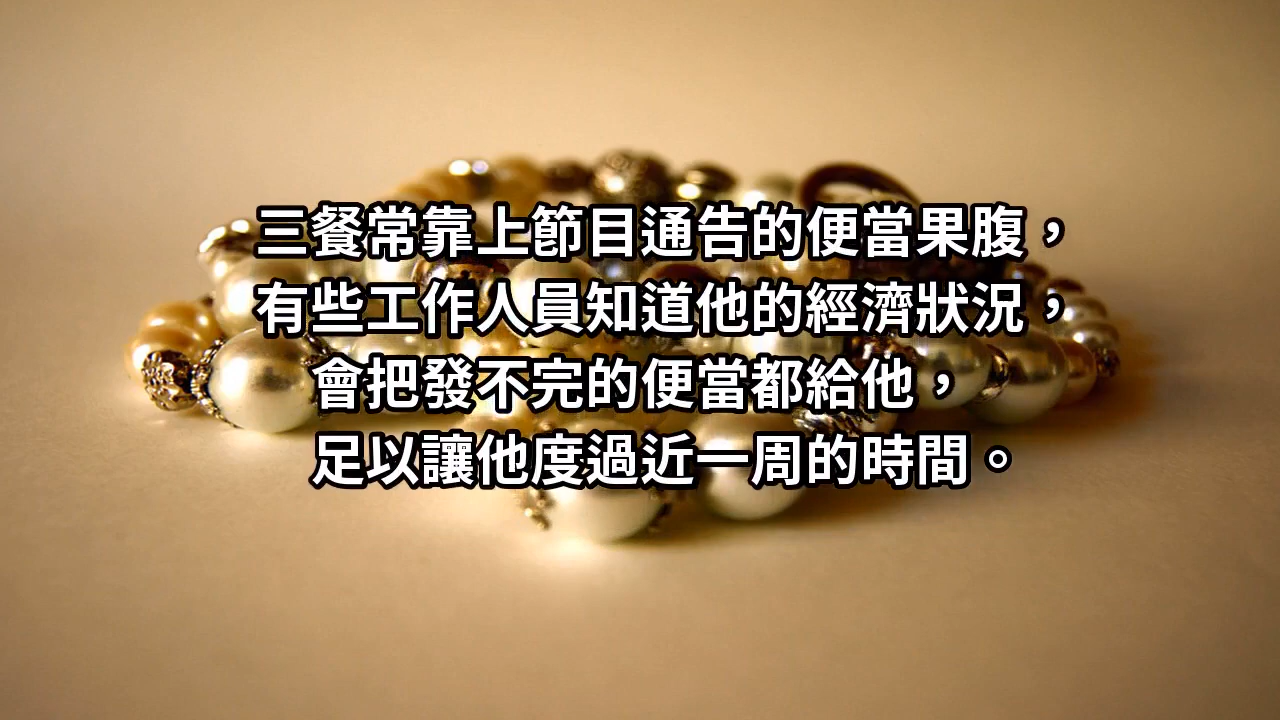 三餐常靠上節目通告的便當果腹，
有些工作人員知道他的經濟狀況，
會把發不完的便當都給他，
足以讓他度過近一周的時間。